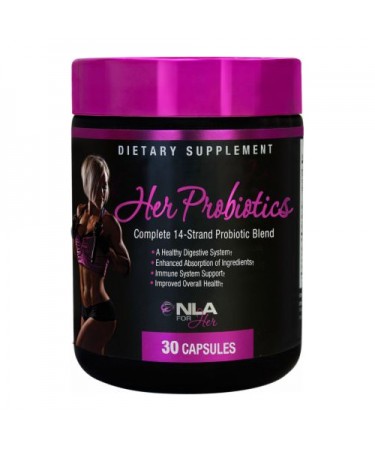 DIETARY SUPPLEMENT
Her Probiotics
Complete 14-Strand Probiotic Blend
• A Healthy Digestive System†
• Enhanced Absorption of Ingredients†
• Immune System Support†
• Improved Overall Health†
NLA
FOR Her
30 CAPSULES